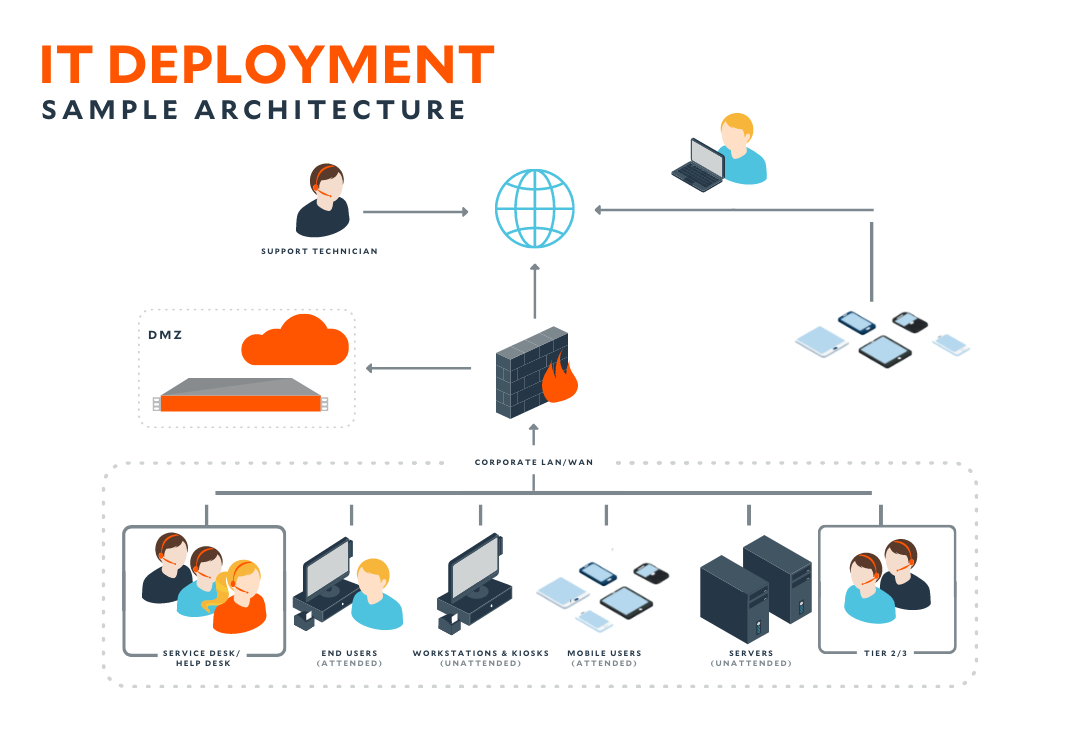 IT DEPLOYMENT
SAMPLE ARCHITECTURE
SUPPORT TECHNICIAN
DMZ
CORPORATE LAN/WAN
SERVICE DESK/
HELP DESK
END USERS
(ATTENDED)
WORKSTATIONS & KIOSKS
(UNATTENDED)
MOBILE USERS
(ATTENDED)
SERVERS
(UNATTENDED)
TIER 2/3